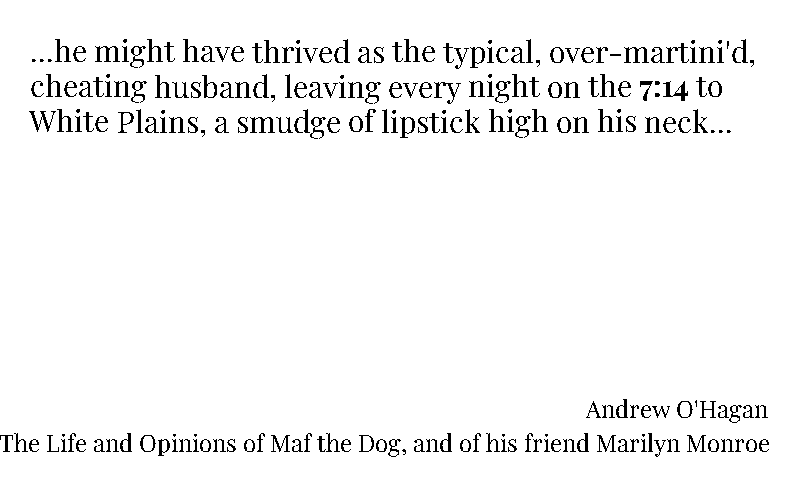 ...he might have thrived as the typical, over-martini'd,
cheating husband, leaving every night on the 7:14 to
White Plains, a smudge of lipstick high on his neck...
Andrew O'Hagan
The Life and Opinions of Maf the Dog, and of his friend Marilyn Monroe